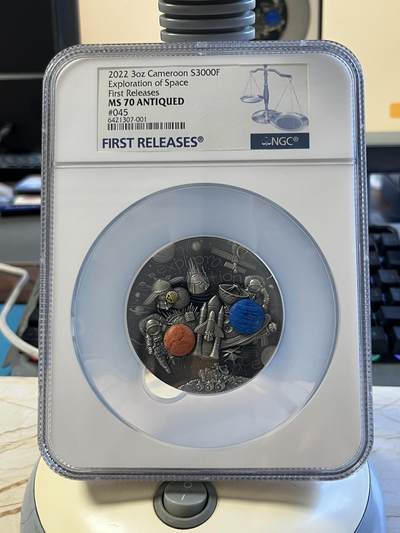 2022 3oz Cameroon S3000F
Exploration of Space
First Releases
MS 70 ANTIQUED
#045
6421307-001
FIRST RELEASES®
NGC®